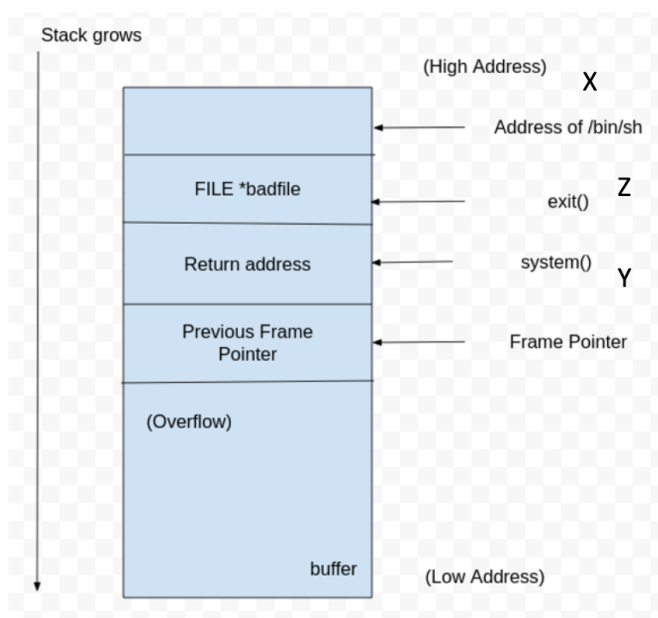 Stack grows
(High Address)
X
Address of /bin/sh
FILE *badfile
Z
exit()
Return address
system()
Y
Previous Frame
Pointer
Frame Pointer
(Overflow)
buffer
(Low Address)